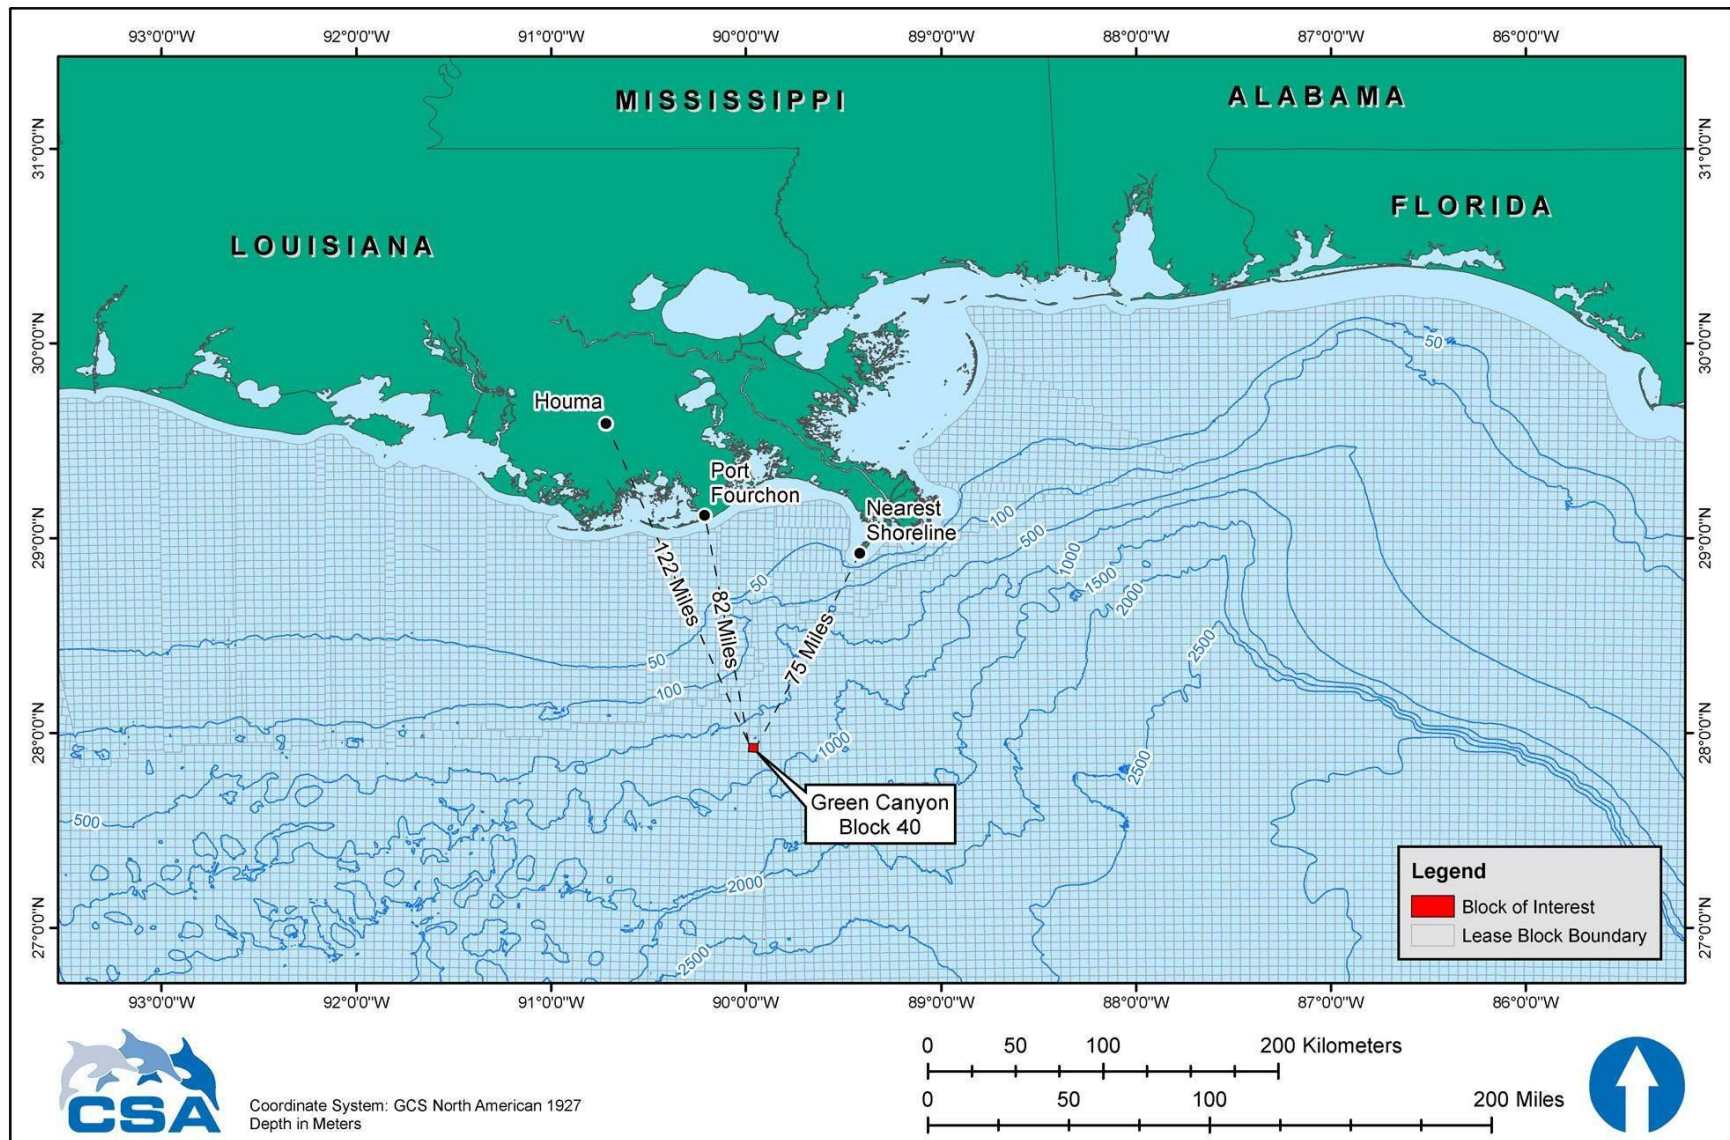 93°0'0"W 92°0'0"W 91°0'0"W 90°0'0"W 89°0'0"W 88°0'0"W 87°0'0"W 86°0'0"W
MISSISSIPPI
ALABAMA
31°0'0"N
31°0'0"N
FLORIDA
LOUISIANA
30°0'0"N
30°0'0"N
50
Houma
Port
Fourchon
Nearest
Shoreline
29°0'0"N
29°0'0"N
100
500
1000
1500
2000
122 Miles
82 Miles
75 Miles
50
50
100
2500
28°0'0"N
28°0'0"N
1000
2500
Green Canyon
Block 40
500
2000
2500
27°0'0"N
27°0'0"N
Legend
Block of Interest
Lease Block Boundary
93°0'0"W 92°0'0"W 91°0'0"W 90°0'0"W 89°0'0"W 88°0'0"W 87°0'0"W 86°0'0"W
CSA
Coordinate System: GCS North American 1927
Depth in Meters
0 50 100 200 Kilometers
0 50 100 200 Miles